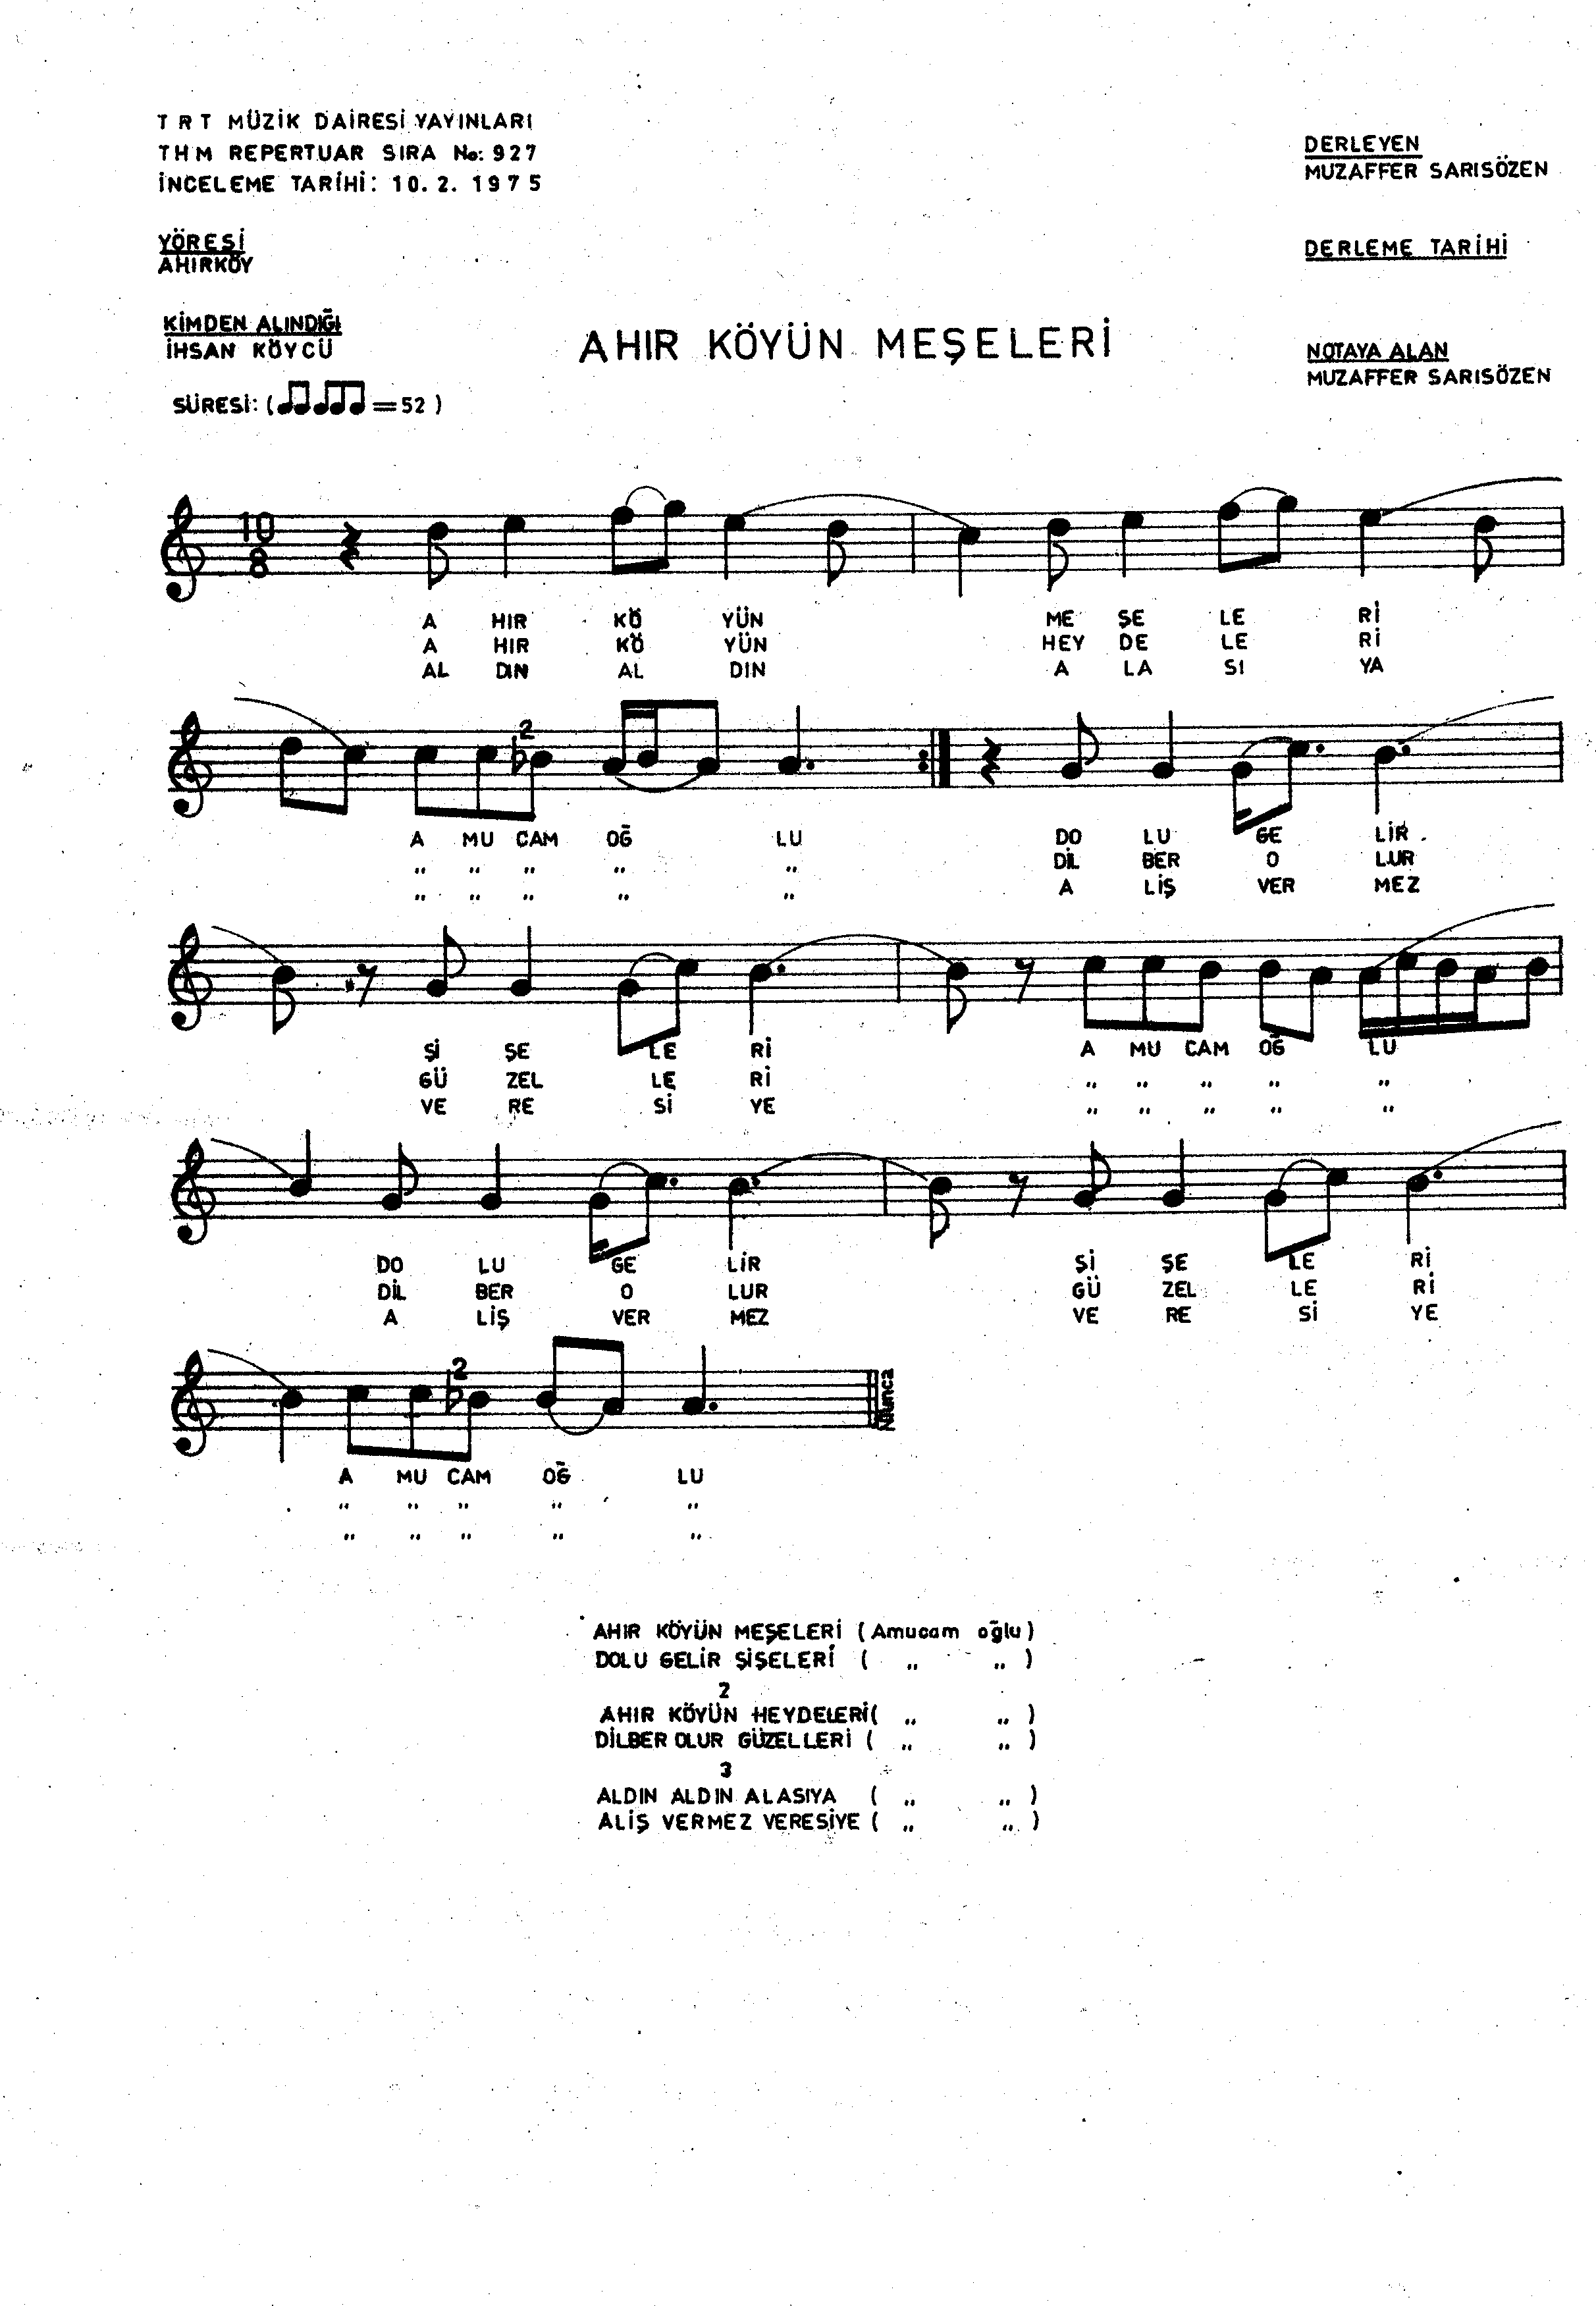 T R T MÜZİK DAİRESİ YAYINLARI
THM REPERTUAR SIRA No: 927
İNCELEME TARİHİ: 10. 2. 1975
DERLEYEN
MUZAFFER SARISÖZEN
YÖRESİ
AHIRKÖY
DERLEME TARİHİ
KİMDEN ALINDIĞI
İHSAN KÖYCÜ
AHIR KÖYÜN MEŞELERİ
NOTAYA ALAN
MUZAFFER SARISÖZEN
SÜRESİ: ( = 52 )
10
8
A HIR KÖ YÜN ME ŞE LE Rİ
A HIR KÖ YÜN HEY DE LE Rİ
AL DIN AL DIN A LA SI YA
2
A MU CAM OĞ LU DO LU GE LİR
„ „ „ „ „ DİL BER O LUR
„ „ „ „ „ A LİŞ VER MEZ
Şİ ŞE LE Rİ A MU CAM OĞ LU
GÜ ZEL LE Rİ „ „ „ „ „
VE RE Sİ YE „ „ „ „ „
DO LU GE LİR Şİ ŞE LE Rİ
DİL BER O LUR GÜ ZEL LE Rİ
A LİŞ VER MEZ VE RE Sİ YE
2
Nitunca
A MU CAM OĞ LU
„ „ „ „ „
„ „ „ „ „
AHIR KÖYÜN MEŞELERİ (Amucam oğlu)
DOLU GELİR ŞİŞELERİ ( „ „ )
2
AHIR KÖYÜN HEYDELERİ( „ „ )
DİLBER OLUR GÜZELLERİ ( „ „ )
3
ALDIN ALDIN ALASIYA ( „ „ )
ALİŞ VERMEZ VERESİYE ( „ „ )